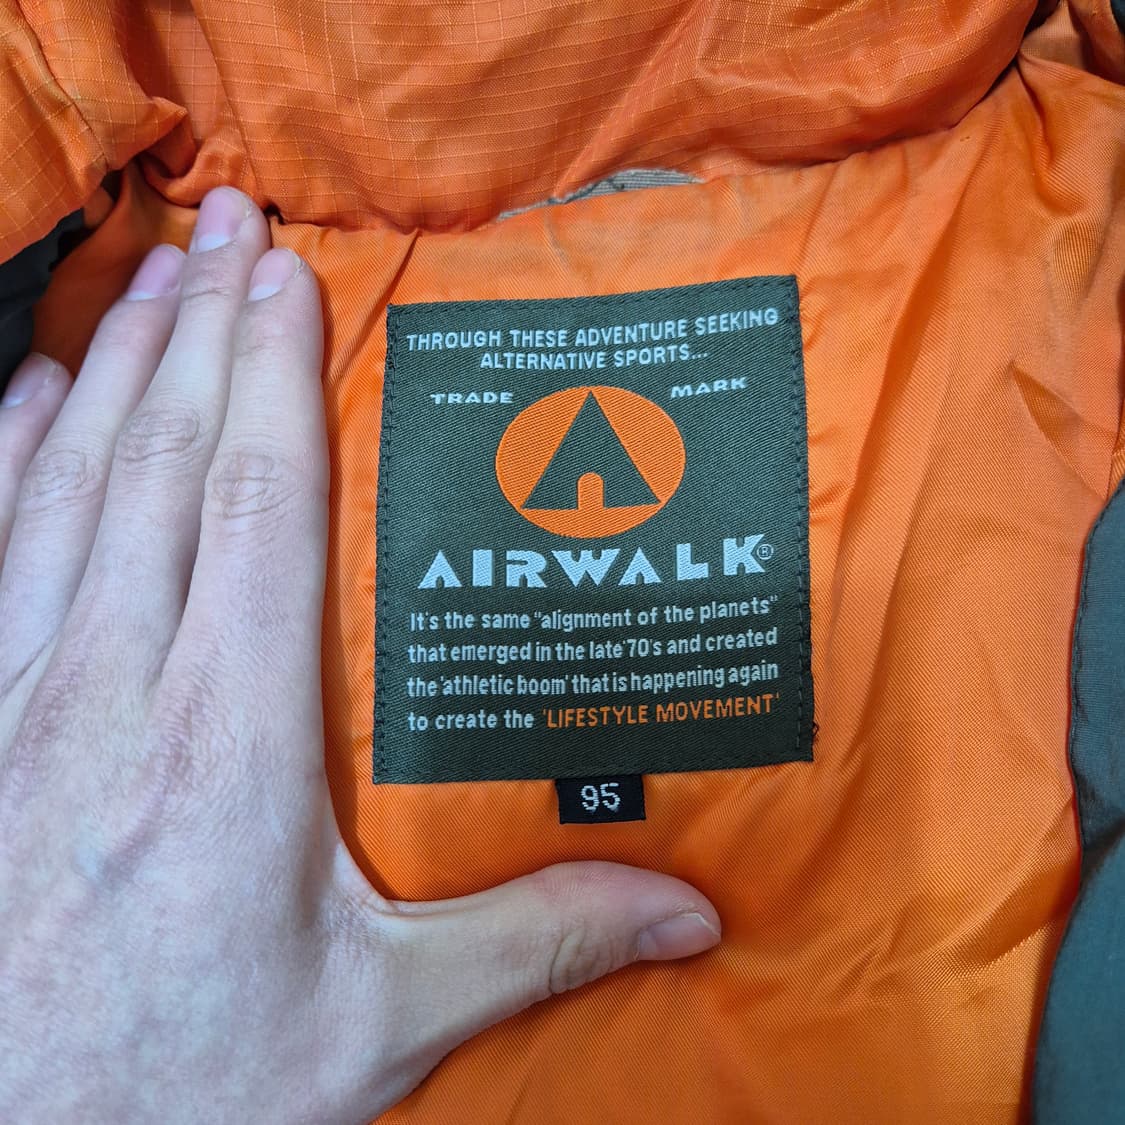 THROUGH THESE ADVENTURE SEEKING
ALTERNATIVE SPORTS...
TRADE MARK
AIRWALK®
It's the same "alignment of the planets"
that emerged in the late '70's and created
the 'athletic boom' that is happening again
to create the 'LIFESTYLE MOVEMENT'
95